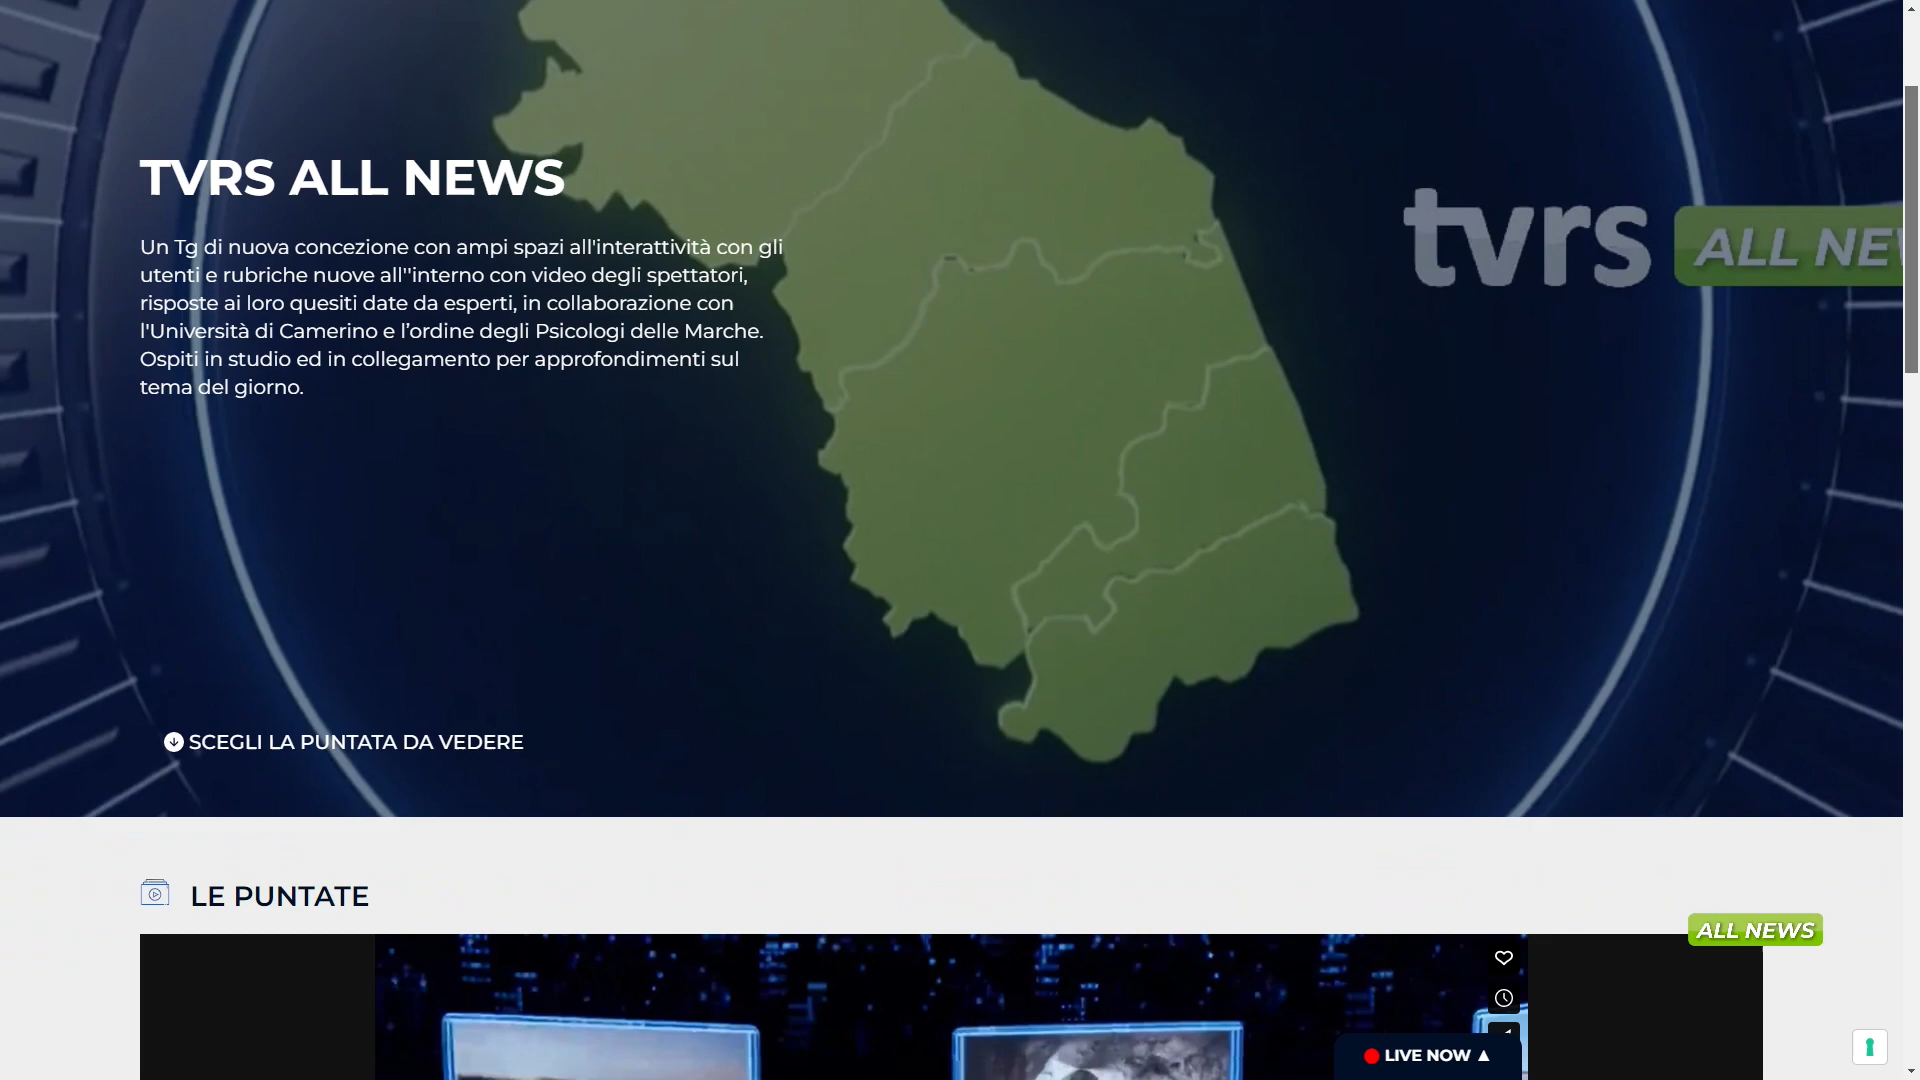 TVRS ALL NEWS
tvrs
ALL NE
Un Tg di nuova concezione con ampi spazi all'interattività con gli
utenti e rubriche nuove all''interno con video degli spettatori,
risposte ai loro quesiti date da esperti, in collaborazione con
l'Università di Camerino e l’ordine degli Psicologi delle Marche.
Ospiti in studio ed in collegamento per approfondimenti sul
tema del giorno.
SCEGLI LA PUNTATA DA VEDERE
LE PUNTATE
ALL NEWS
LIVE NOW ▲